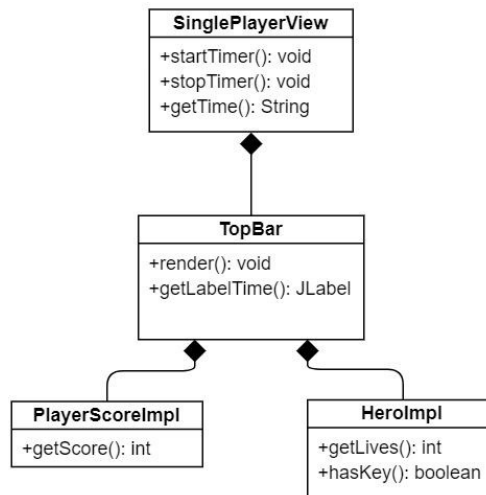 SinglePlayerView
+startTimer(): void
+stopTimer(): void
+getTime(): String
TopBar
+render(): void
+getLabelTime(): JLabel
PlayerScoreImpl
+getScore(): int
HeroImpl
+getLives(): int
+hasKey(): boolean